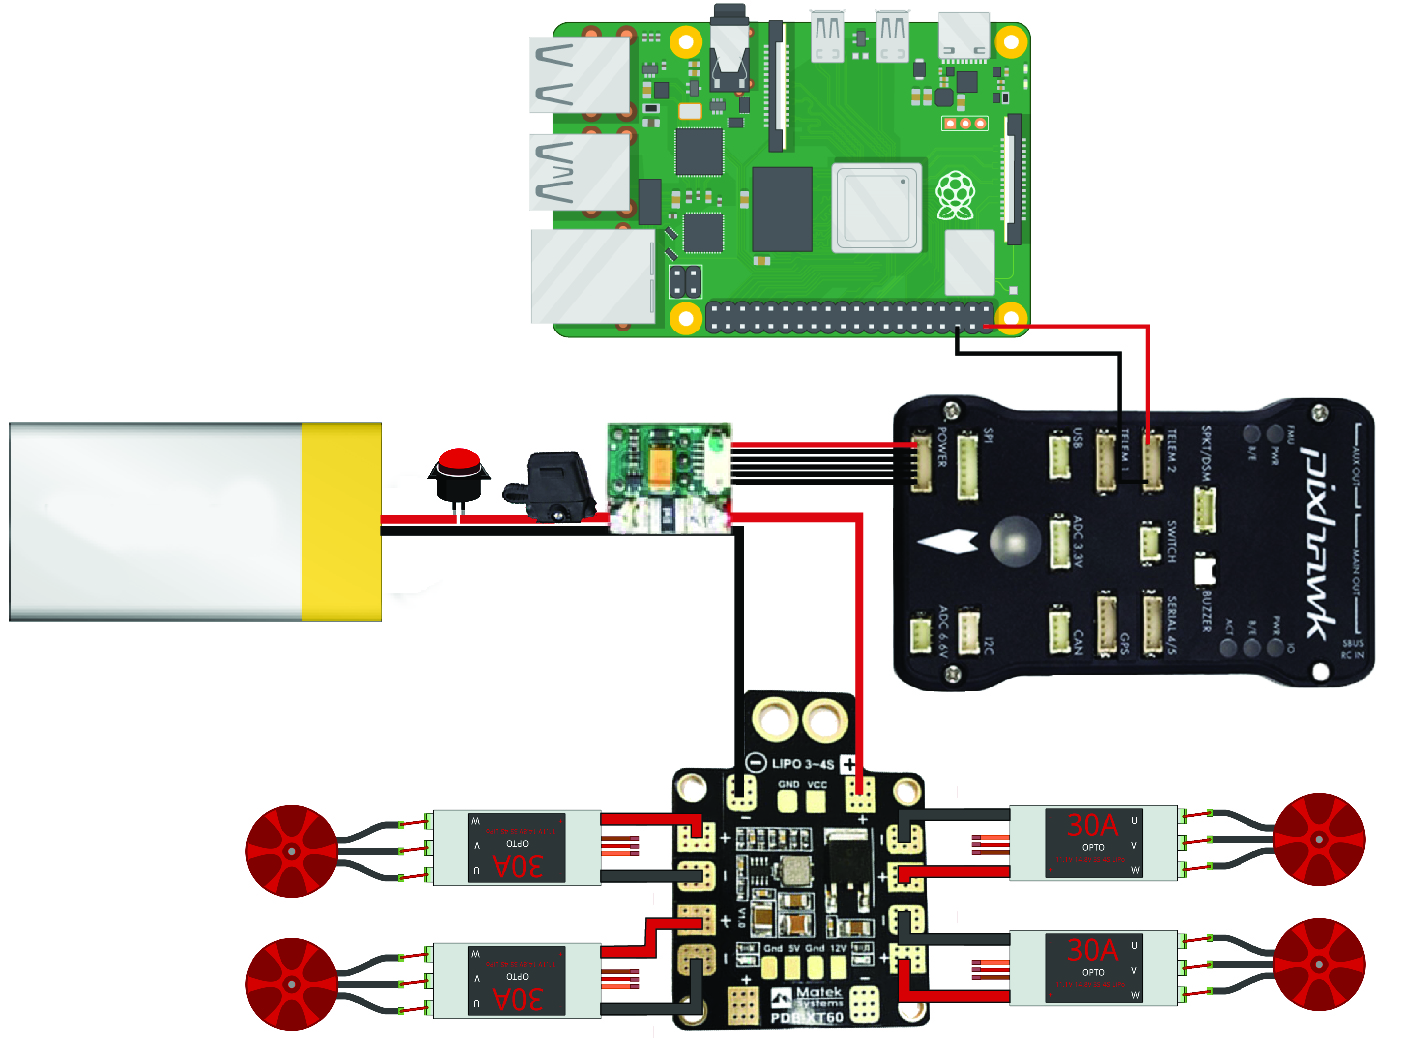 POWER
SPI
USB
TELEM 1
TELEM 2
SPKT/DSM
B/E
PWR
FMU
AUX OUT
MAIN OUT
pixhawk
ADC 3.3V
SWITCH
BUZZER
ADC 6.6V
I2C
CAN
GPS
SERIAL 4/5
ACT
B/E
PWR
IO
SBUS
RC IN
LIPO 3~4S
GND VCC
V1.0
Gnd 5V Gnd 12V
Matek
Systems
PDB-XT60
W
V
U
OPTO
30A
W
V
U
OPTO
30A
30A
OPTO
U
V
W
30A
OPTO
U
V
W